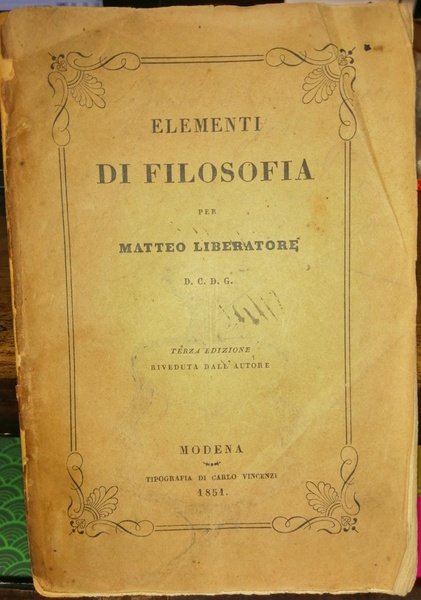 ELEMENTI
DI FILOSOFIA
PER
MATTEO LIBERATORE
D. C. D. G.
TERZA EDIZIONE
RIVEDUTA DALL'AUTORE
MODENA
TIPOGRAFIA DI CARLO VINCENZI
1851.